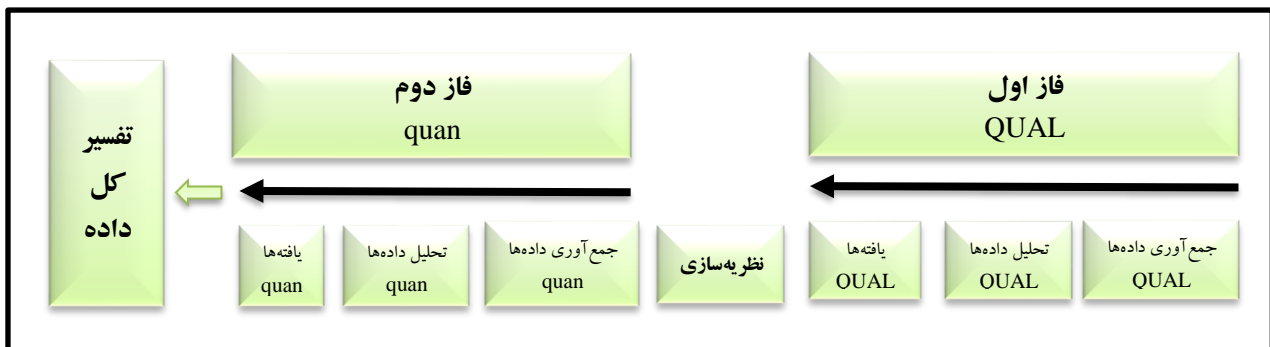 فاز اول
QUAL
جمع‌آوری داده‌ها
QUAL
تحلیل داده‌ها
QUAL
یافته‌ها
QUAL
نظریه‌سازی
فاز دوم
quan
جمع‌آوری داده‌ها
quan
تحلیل داده‌ها
quan
یافته‌ها
quan
تفسیر
کل
داده